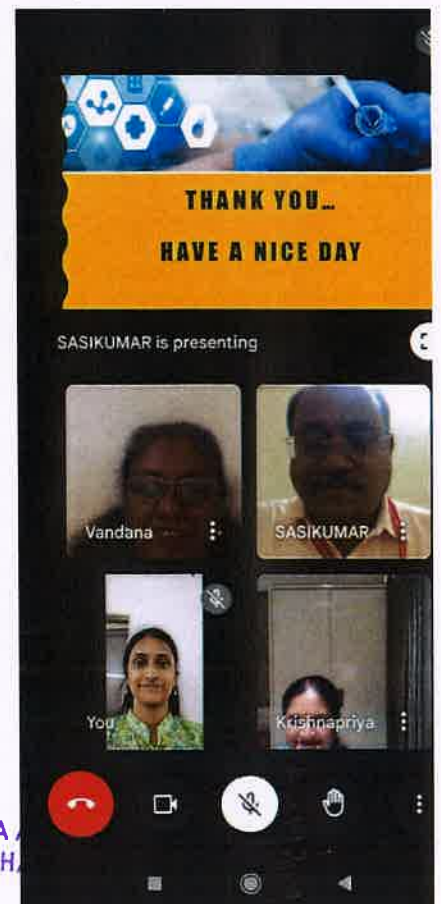 THANK YOU...
HAVE A NICE DAY
SASIKUMAR is presenting
Vandana
SASIKUMAR
You
Krishnapriya
A
H